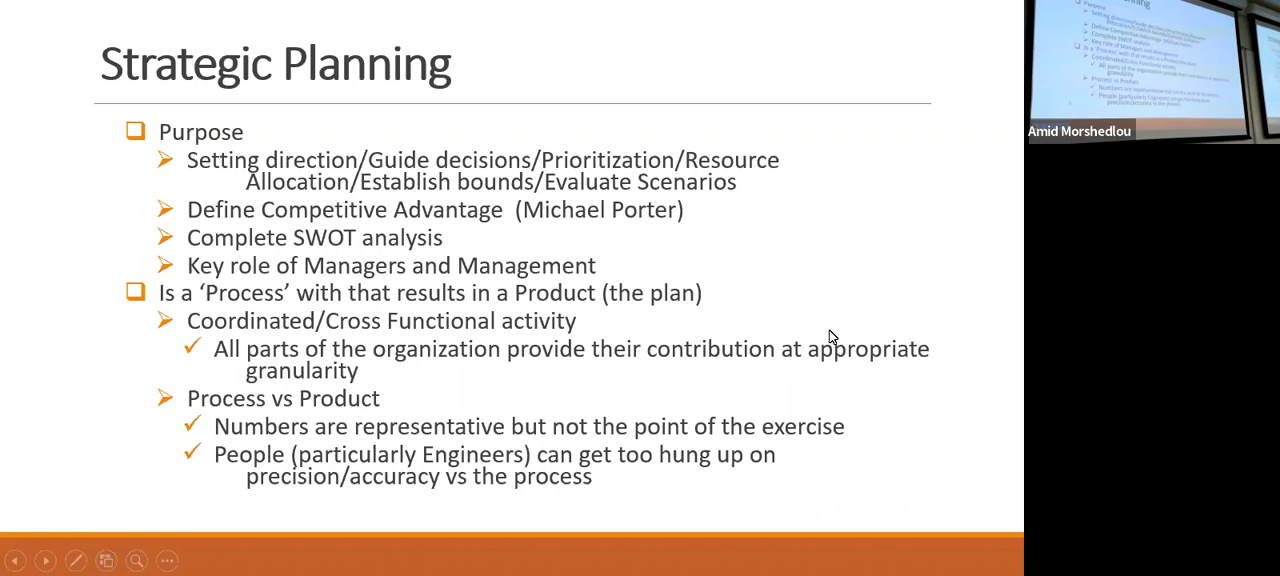 Strategic Planning
Purpose
Setting direction/Guide decisions/Prioritization/Resource
Allocation/Establish bounds/Evaluate Scenarios
Define Competitive Advantage (Michael Porter)
Complete SWOT analysis
Key role of Managers and Management
Is a ‘Process’ with that results in a Product (the plan)
Coordinated/Cross Functional activity
All parts of the organization provide their contribution at appropriate
granularity
Process vs Product
Numbers are representative but not the point of the exercise
People (particularly Engineers) can get too hung up on
precision/accuracy vs the process
Amid Morshedlou